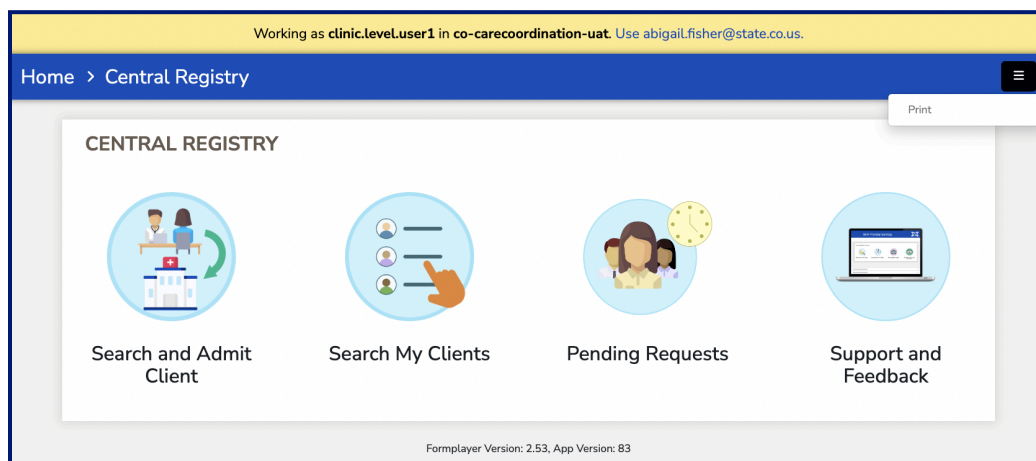 Working as clinic.level.user1 in co-carecoordination-uat. Use abigail.fisher@state.co.us.
Home > Central Registry
Print
CENTRAL REGISTRY
Search and Admit
Client
Search My Clients
Pending Requests
Support and
Feedback
Formplayer Version: 2.53, App Version: 83